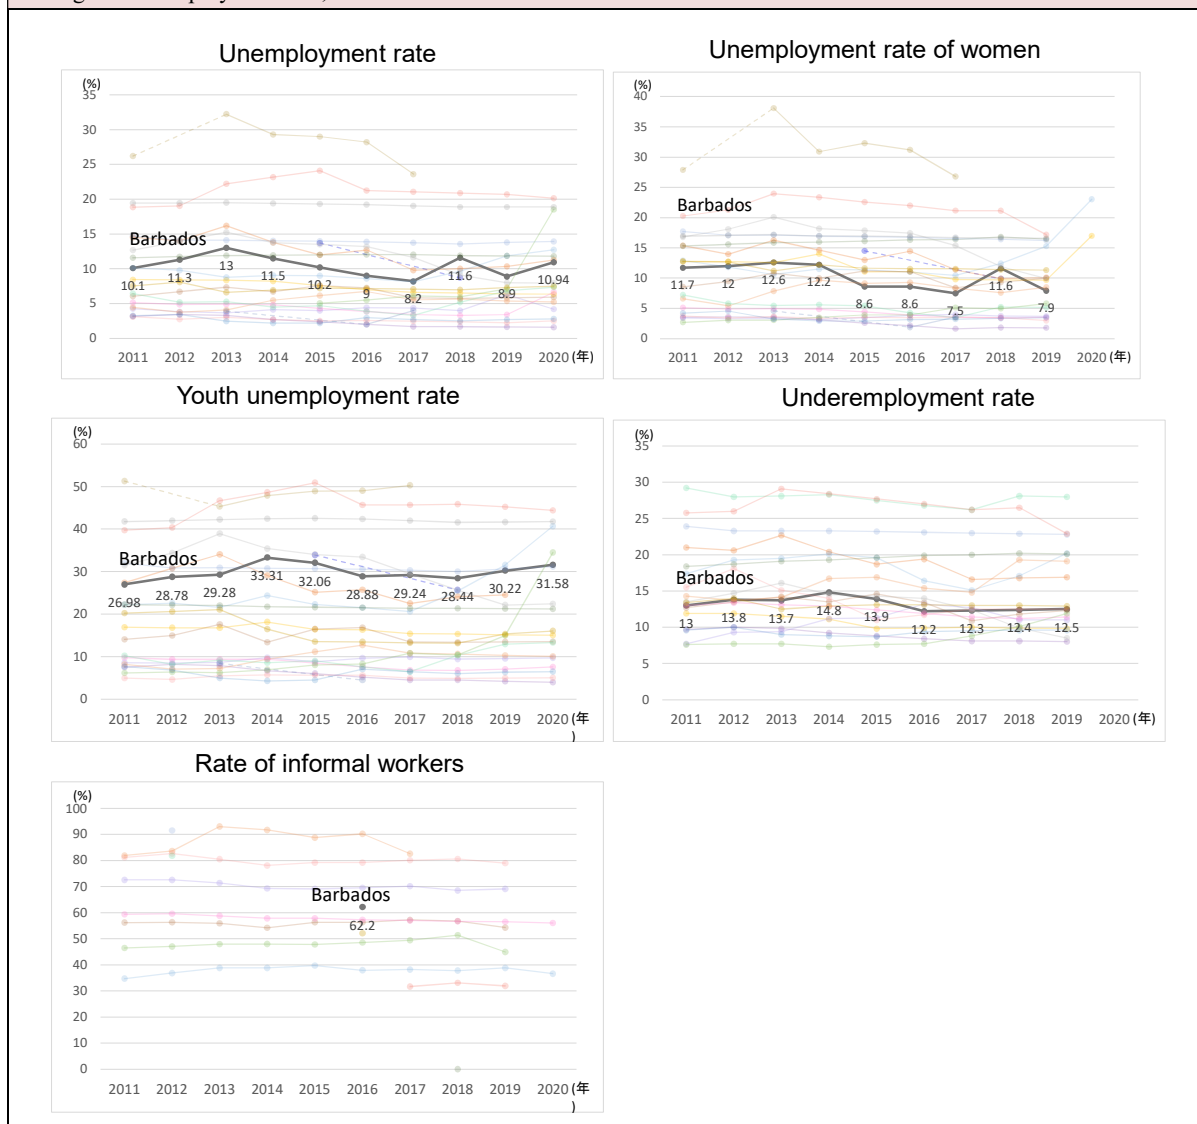 Unemployment rate
(%)
35
30
25
20
15
10
5
0
Barbados
10.1 11.3 13 11.5 10.2 9 8.2 11.6 8.9 10.94
2011 2012 2013 2014 2015 2016 2017 2018 2019 2020 (年)
Unemployment rate of women
(%)
40
35
30
25
20
15
10
5
0
Barbados
11.7 12 12.6 12.2 8.6 8.6 7.5 11.6 7.9
2011 2012 2013 2014 2015 2016 2017 2018 2019 2020 (年)
Youth unemployment rate
(%)
60
50
40
30
20
10
0
Barbados
26.98 28.78 29.28 33.31 32.06 28.88 29.24 28.44 30.22 31.58
2011 2012 2013 2014 2015 2016 2017 2018 2019 2020 (年
)
Underemployment rate
(%)
35
30
25
20
15
10
5
0
Barbados
13 13.8 13.7 14.8 13.9 12.2 12.3 12.4 12.5
2011 2012 2013 2014 2015 2016 2017 2018 2019 2020 (年)
Rate of informal workers
(%)
100
90
80
70
60
50
40
30
20
10
0
Barbados
62.2
2011 2012 2013 2014 2015 2016 2017 2018 2019 2020 (年
)